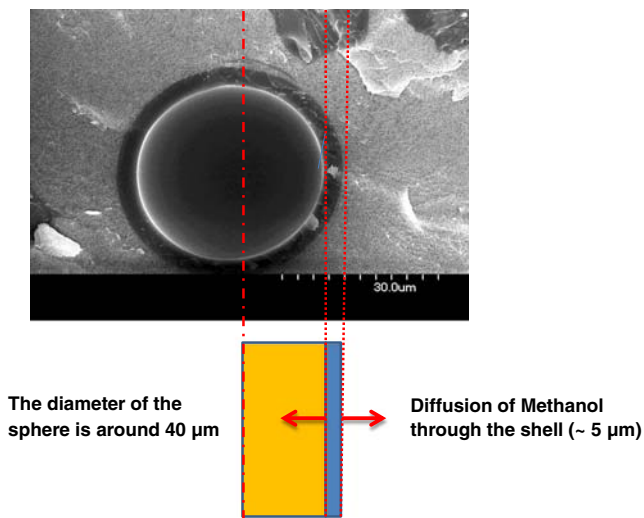 30.0um
The diameter of the
sphere is around 40 µm
Diffusion of Methanol
through the shell (~ 5 µm)